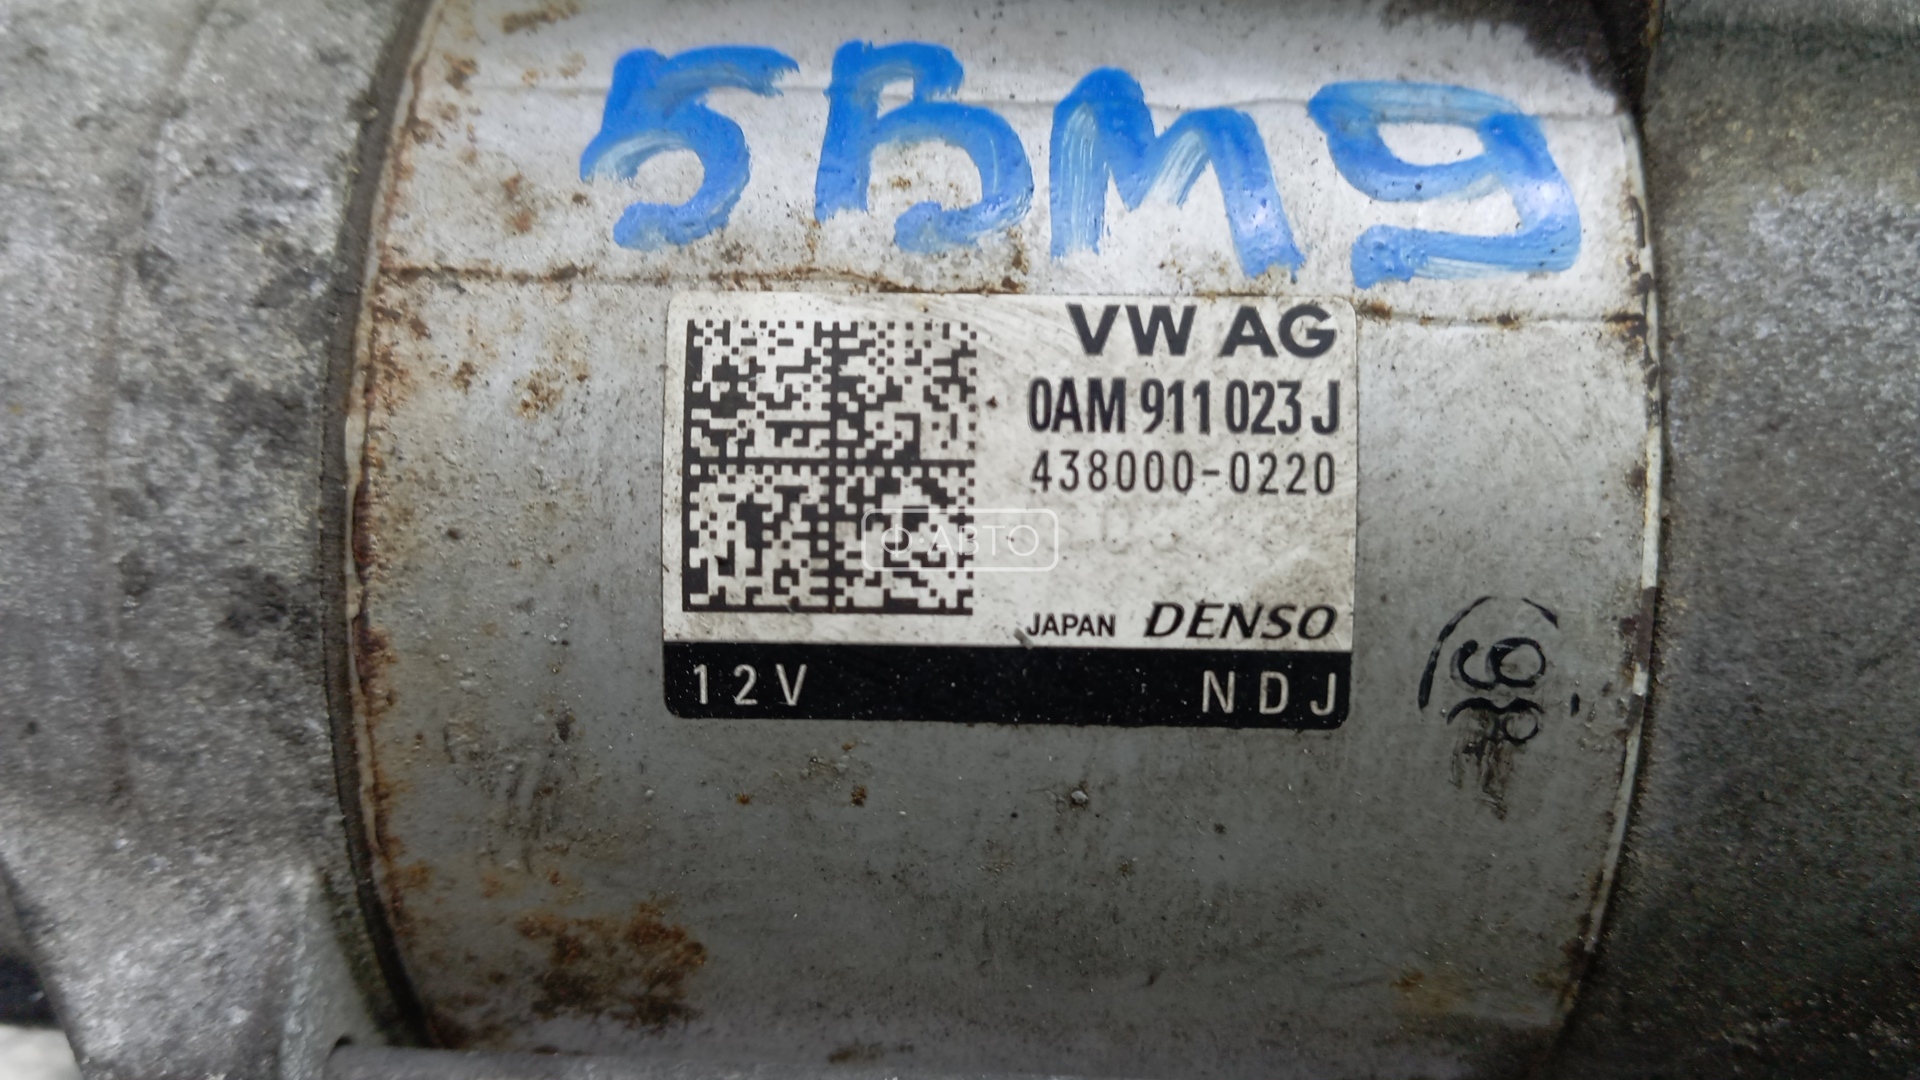 5BM9
VW AG
0AM 911 023 J
438000-0220
Ф-АВТО
JAPAN DENSO
12V NDJ